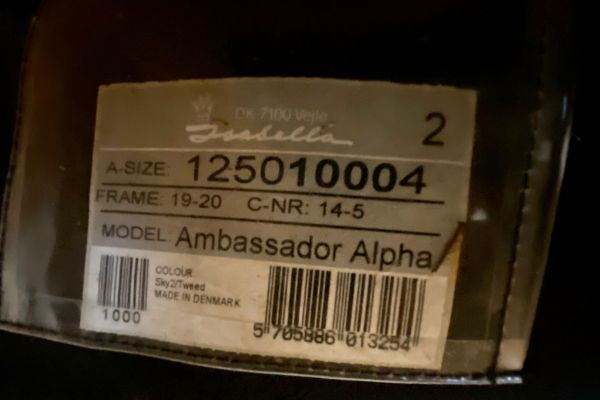 DK-7100 Vejle
Isabella
2
A-SIZE: 125010004
FRAME: 19-20 C-NR: 14-5
MODEL: Ambassador Alpha
COLOUR
Sky2/Tweed
MADE IN DENMARK
1000
5 705886 013254